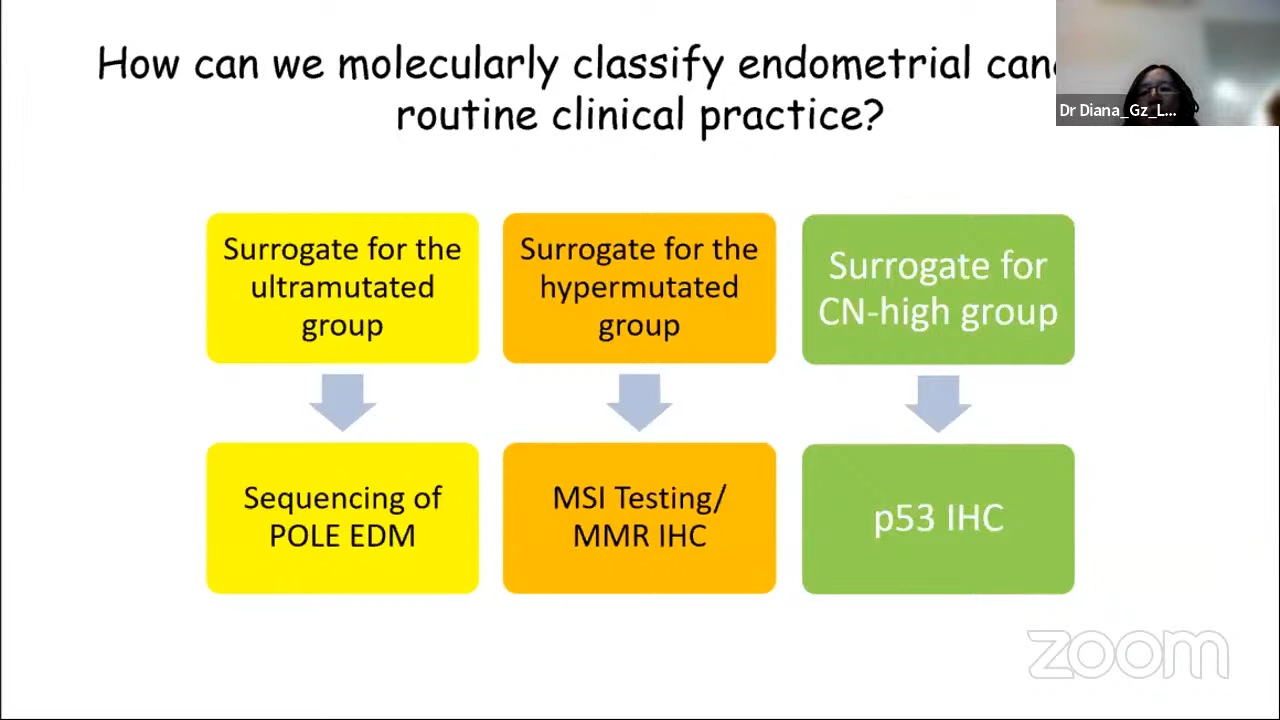 How can we molecularly classify endometrial
routine clinical practice?
Dr Diana_Gz_L...
Surrogate for the
ultramutated
group
Surrogate for the
hypermutated
group
Surrogate for
CN-high group
Sequencing of
POLE EDM
MSI Testing/
MMR IHC
p53 IHC
zoom